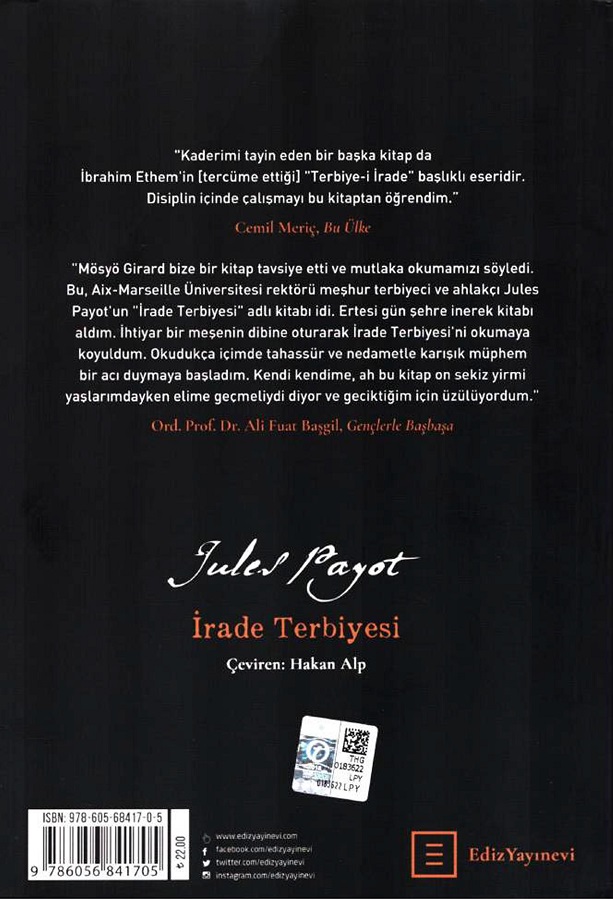 "Kaderimi tayin eden bir başka kitap da
İbrahim Ethem'in [tercüme ettiği] "Terbiye-i İrade" başlıklı eseridir.
Disiplin içinde çalışmayı bu kitaptan öğrendim."
Cemil Meriç, Bu Ülke
"Mösyö Girard bize bir kitap tavsiye etti ve mutlaka okumamızı söyledi.
Bu, Aix-Marseille Üniversitesi rektörü meşhur terbiyeci ve ahlakçı Jules
Payot'un "İrade Terbiyesi" adlı kitabı idi. Ertesi gün şehre inerek kitabı
aldım. İhtiyar bir meşenin dibine oturarak İrade Terbiyesi'ni okumaya
koyuldum. Okudukça içimde tahassür ve nedametle karışık müphem
bir acı duymaya başladım. Kendi kendime, ah bu kitap on sekiz yirmi
yaşlarımdayken elime geçmeliydi diyor ve geciktiğim için üzülüyordum."
Ord. Prof. Dr. Ali Fuat Başgil, Gençlerle Başbaşa
Jules Payot
İrade Terbiyesi
Çeviren: Hakan Alp
THG
0183622
LPY
0183622 LPY
ISBN: 978-605-68417-0-5
9 786056 841705
₺ 22.00
www.edizyayinevi.com
facebook.com/edizyayinevi
twitter.com/edizyayinevi
instagram.com/edizyayinevi
EdizYayınevi